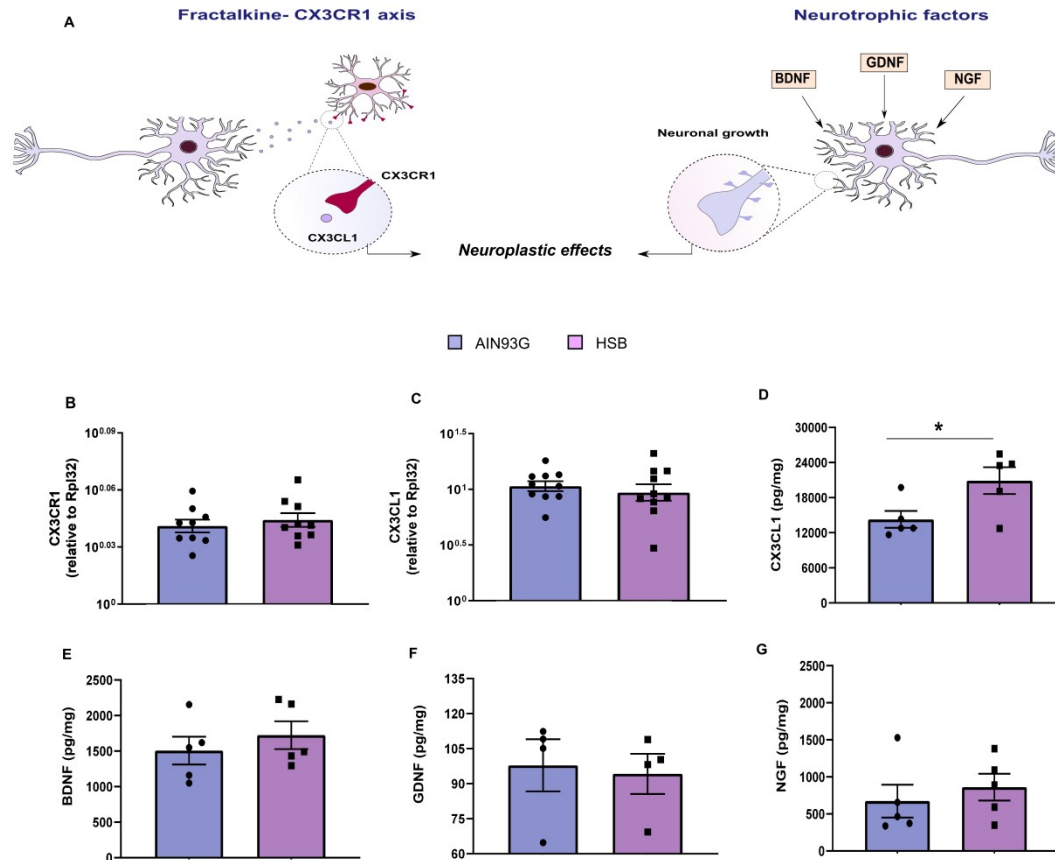 Fractalkine- CX3CR1 axis
Neurotrophic factors
A
BDNF
GDNF
NGF
Neuronal growth
CX3CR1
CX3CL1
Neuroplastic effects
AIN93G
HSB
B
CX3CR1
(relative to Rpl32)
10^0.09
10^0.06
10^0.03
10^0
C
CX3CL1
(relative to Rpl32)
10^1.5
10^1
10^0.5
10^0
D
CX3CL1 (pg/mg)
30000
24000
18000
12000
6000
0
*
E
BDNF (pg/mg)
2500
2000
1500
1000
500
0
F
GDNF (pg/mg)
135
120
105
90
75
60
G
NGF (pg/mg)
2500
2000
1500
1000
500
0